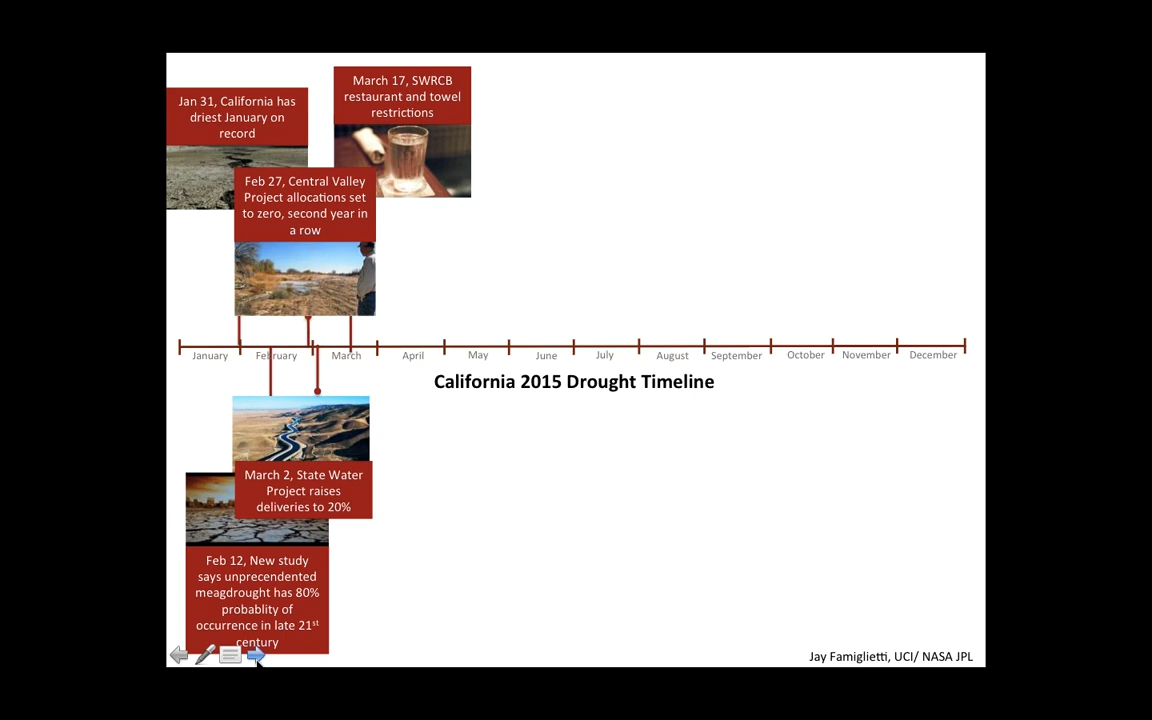 March 17, SWRCB
restaurant and towel
restrictions
Jan 31, California has
driest January on
record
Feb 27, Central Valley
Project allocations set
to zero, second year in
a row
January February March April May June July August September October November December
California 2015 Drought Timeline
March 2, State Water
Project raises
deliveries to 20%
Feb 12, New study
says unprecendented
meagdrought has 80%
probablity of
occurrence in late 21st
century
Jay Famiglietti, UCI/ NASA JPL